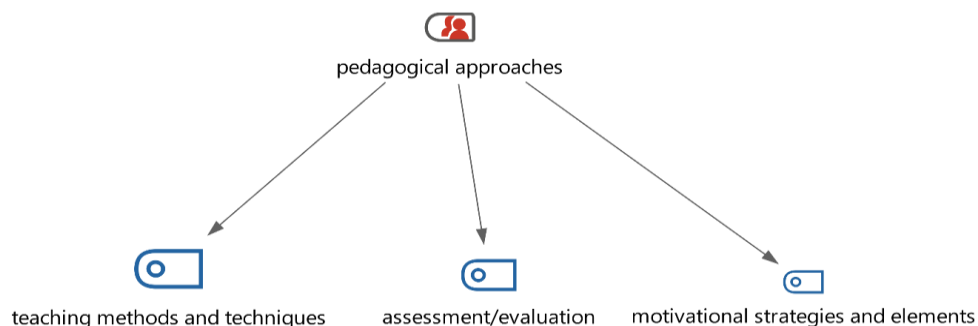 pedagogical approaches
teaching methods and techniques
assessment/evaluation
motivational strategies and elements